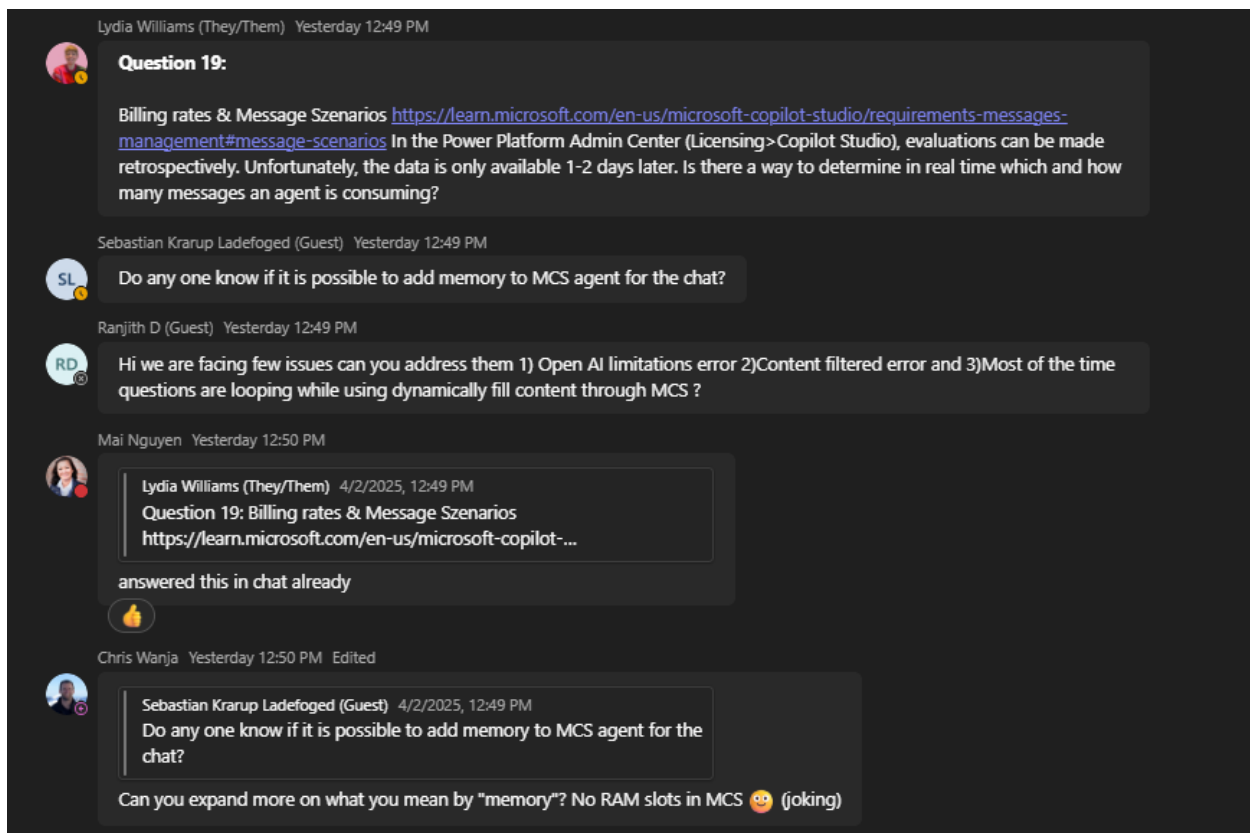 Lydia Williams (They/Them) Yesterday 12:49 PM
Question 19:
Billing rates & Message Szenarios https://learn.microsoft.com/en-us/microsoft-copilot-studio/requirements-messages-
management#message-scenarios In the Power Platform Admin Center (Licensing>Copilot Studio), evaluations can be made
retrospectively. Unfortunately, the data is only available 1-2 days later. Is there a way to determine in real time which and how
many messages an agent is consuming?
Sebastian Krarup Ladefoged (Guest) Yesterday 12:49 PM
SL
Do any one know if it is possible to add memory to MCS agent for the chat?
Ranjith D (Guest) Yesterday 12:49 PM
RD
Hi we are facing few issues can you address them 1) Open AI limitations error 2)Content filtered error and 3)Most of the time
questions are looping while using dynamically fill content through MCS ?
Mai Nguyen Yesterday 12:50 PM
Lydia Williams (They/Them) 4/2/2025, 12:49 PM
Question 19: Billing rates & Message Szenarios
https://learn.microsoft.com/en-us/microsoft-copilot-...
answered this in chat already
👍
Chris Wanja Yesterday 12:50 PM Edited
Sebastian Krarup Ladefoged (Guest) 4/2/2025, 12:49 PM
Do any one know if it is possible to add memory to MCS agent for the
chat?
Can you expand more on what you mean by "memory"? No RAM slots in MCS 😳 (joking)